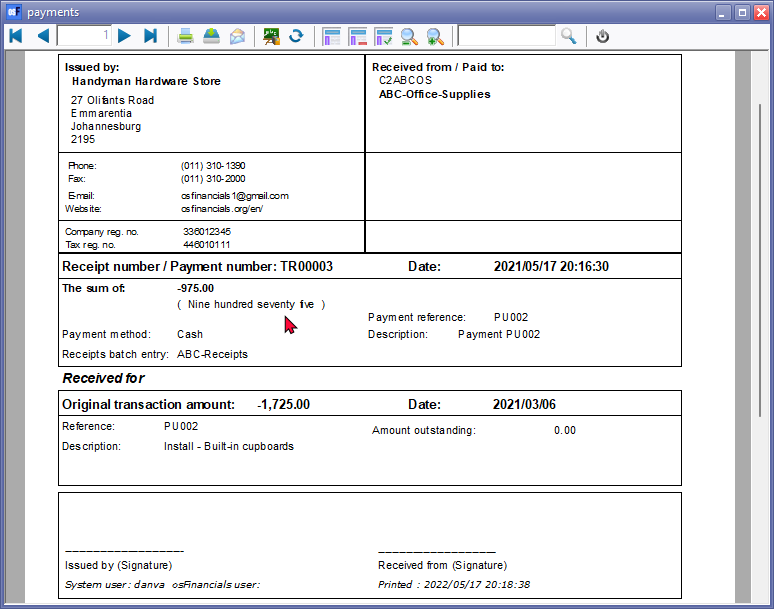 payments
1
Issued by:
Handyman Hardware Store
27 Olifants Road
Emmarentia
Johannesburg
2195
Received from / Paid to:
C2ABCOS
ABC-Office-Supplies
Phone: (011) 310-1390
Fax: (011) 310-2000
E-mail: osfinancials1@gmail.com
Website: osfinancials.org/en/
Company reg. no. 336012345
Tax reg. no. 446010111
Receipt number / Payment number: TR00003 Date: 2021/05/17 20:16:30
The sum of: -975.00
( Nine hundred seventy five )
Payment reference: PU002
Payment method: Cash Description: Payment PU002
Receipts batch entry: ABC-Receipts
Received for
Original transaction amount: -1,725.00 Date: 2021/03/06
Reference: PU002
Amount outstanding: 0.00
Description: Install - Built-in cupboards
Issued by (Signature) Received from (Signature)
System user: danva osFinancials user: Printed : 2022/05/17 20:18:38